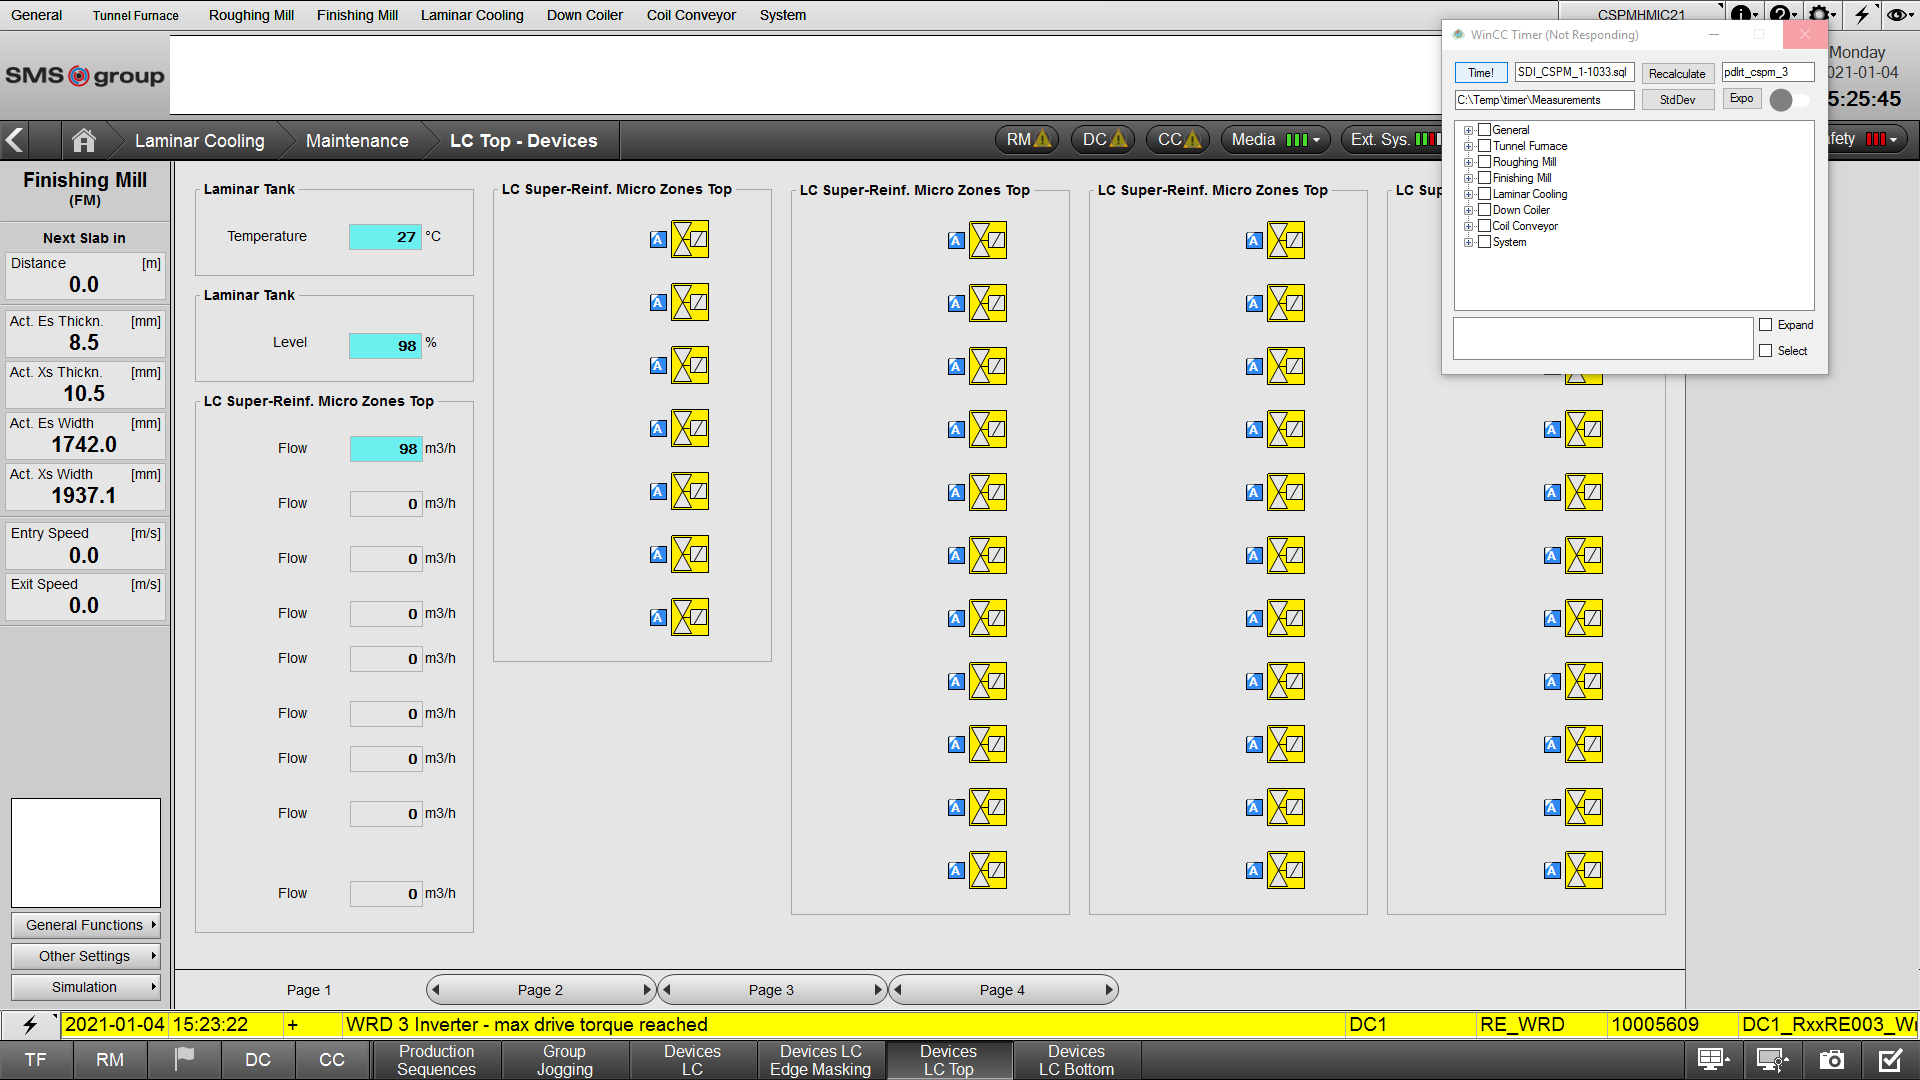 General
Tunnel Furnace
Roughing Mill
Finishing Mill
Laminar Cooling
Down Coiler
Coil Conveyor
System
CSPMHMIC21
SMS group
Monday
2021-01-04
5:25:45
WinCC Timer (Not Responding)
Time!
SDI_CSPM_1-1033.sql
Recalculate
pdlrt_cspm_3
C:\Temp\timer\Measurements
StdDev
Expo
General
Tunnel Furnace
Roughing Mill
Finishing Mill
Laminar Cooling
Down Coiler
Coil Conveyor
System
Expand
Select
Laminar Cooling
Maintenance
LC Top - Devices
RM
DC
CC
Media
Ext. Sys.
afety
Finishing Mill
(FM)
Next Slab in
Distance [m]
0.0
Act. Es Thickn. [mm]
8.5
Act. Xs Thickn. [mm]
10.5
Act. Es Width [mm]
1742.0
Act. Xs Width [mm]
1937.1
Entry Speed [m/s]
0.0
Exit Speed [m/s]
0.0
General Functions
Other Settings
Simulation
Laminar Tank
Temperature 27 °C
Laminar Tank
Level 98 %
LC Super-Reinf. Micro Zones Top
Flow 98 m3/h
Flow 0 m3/h
Flow 0 m3/h
Flow 0 m3/h
Flow 0 m3/h
Flow 0 m3/h
Flow 0 m3/h
Flow 0 m3/h
Flow 0 m3/h
LC Super-Reinf. Micro Zones Top
A
A
A
A
A
A
A
LC Super-Reinf. Micro Zones Top
A
A
A
A
A
A
A
A
A
A
A
LC Super-Reinf. Micro Zones Top
A
A
A
A
A
A
A
A
A
A
A
LC Sup
A
A
A
A
A
A
A
A
Page 1
Page 2
Page 3
Page 4
2021-01-04 15:23:22 + WRD 3 Inverter - max drive torque reached DC1 RE_WRD 10005609 DC1_RxxRE003_Wr
TF
RM
DC
CC
Production
Sequences
Group
Jogging
Devices
LC
Devices LC
Edge Masking
Devices
LC Top
Devices
LC Bottom